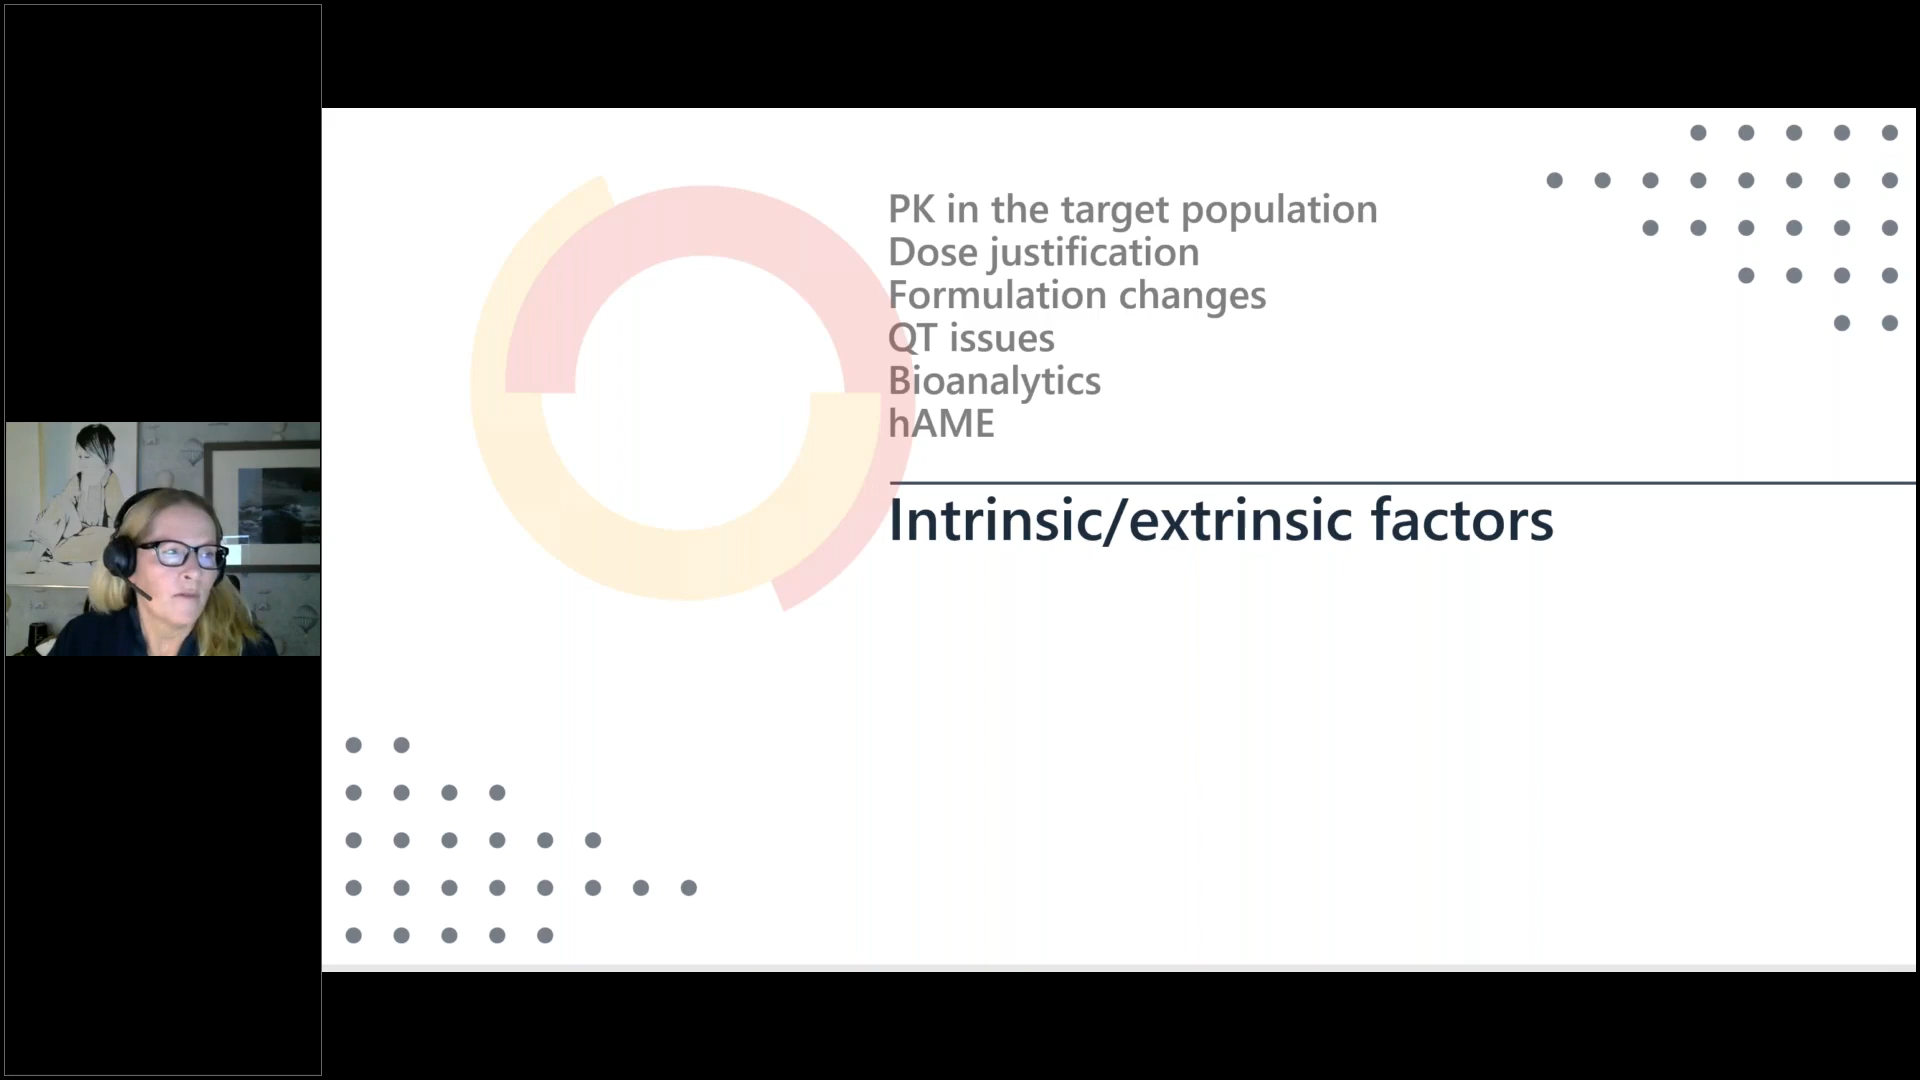 PK in the target population
Dose justification
Formulation changes
QT issues
Bioanalytics
hAME
Intrinsic/extrinsic factors